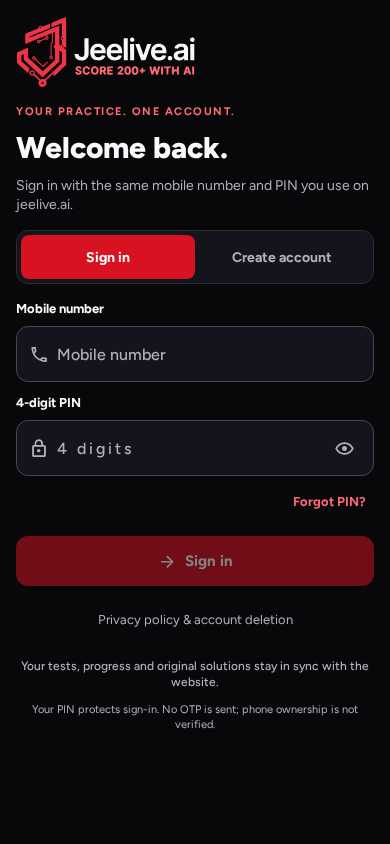 Jeelive.ai
SCORE 200+ WITH AI
YOUR PRACTICE. ONE ACCOUNT.
Welcome back.
Sign in with the same mobile number and PIN you use on
jeelive.ai.
Sign in
Create account
Mobile number
Mobile number
4-digit PIN
4 digits
Forgot PIN?
Sign in
Privacy policy & account deletion
Your tests, progress and original solutions stay in sync with the
website.
Your PIN protects sign-in. No OTP is sent; phone ownership is not
verified.